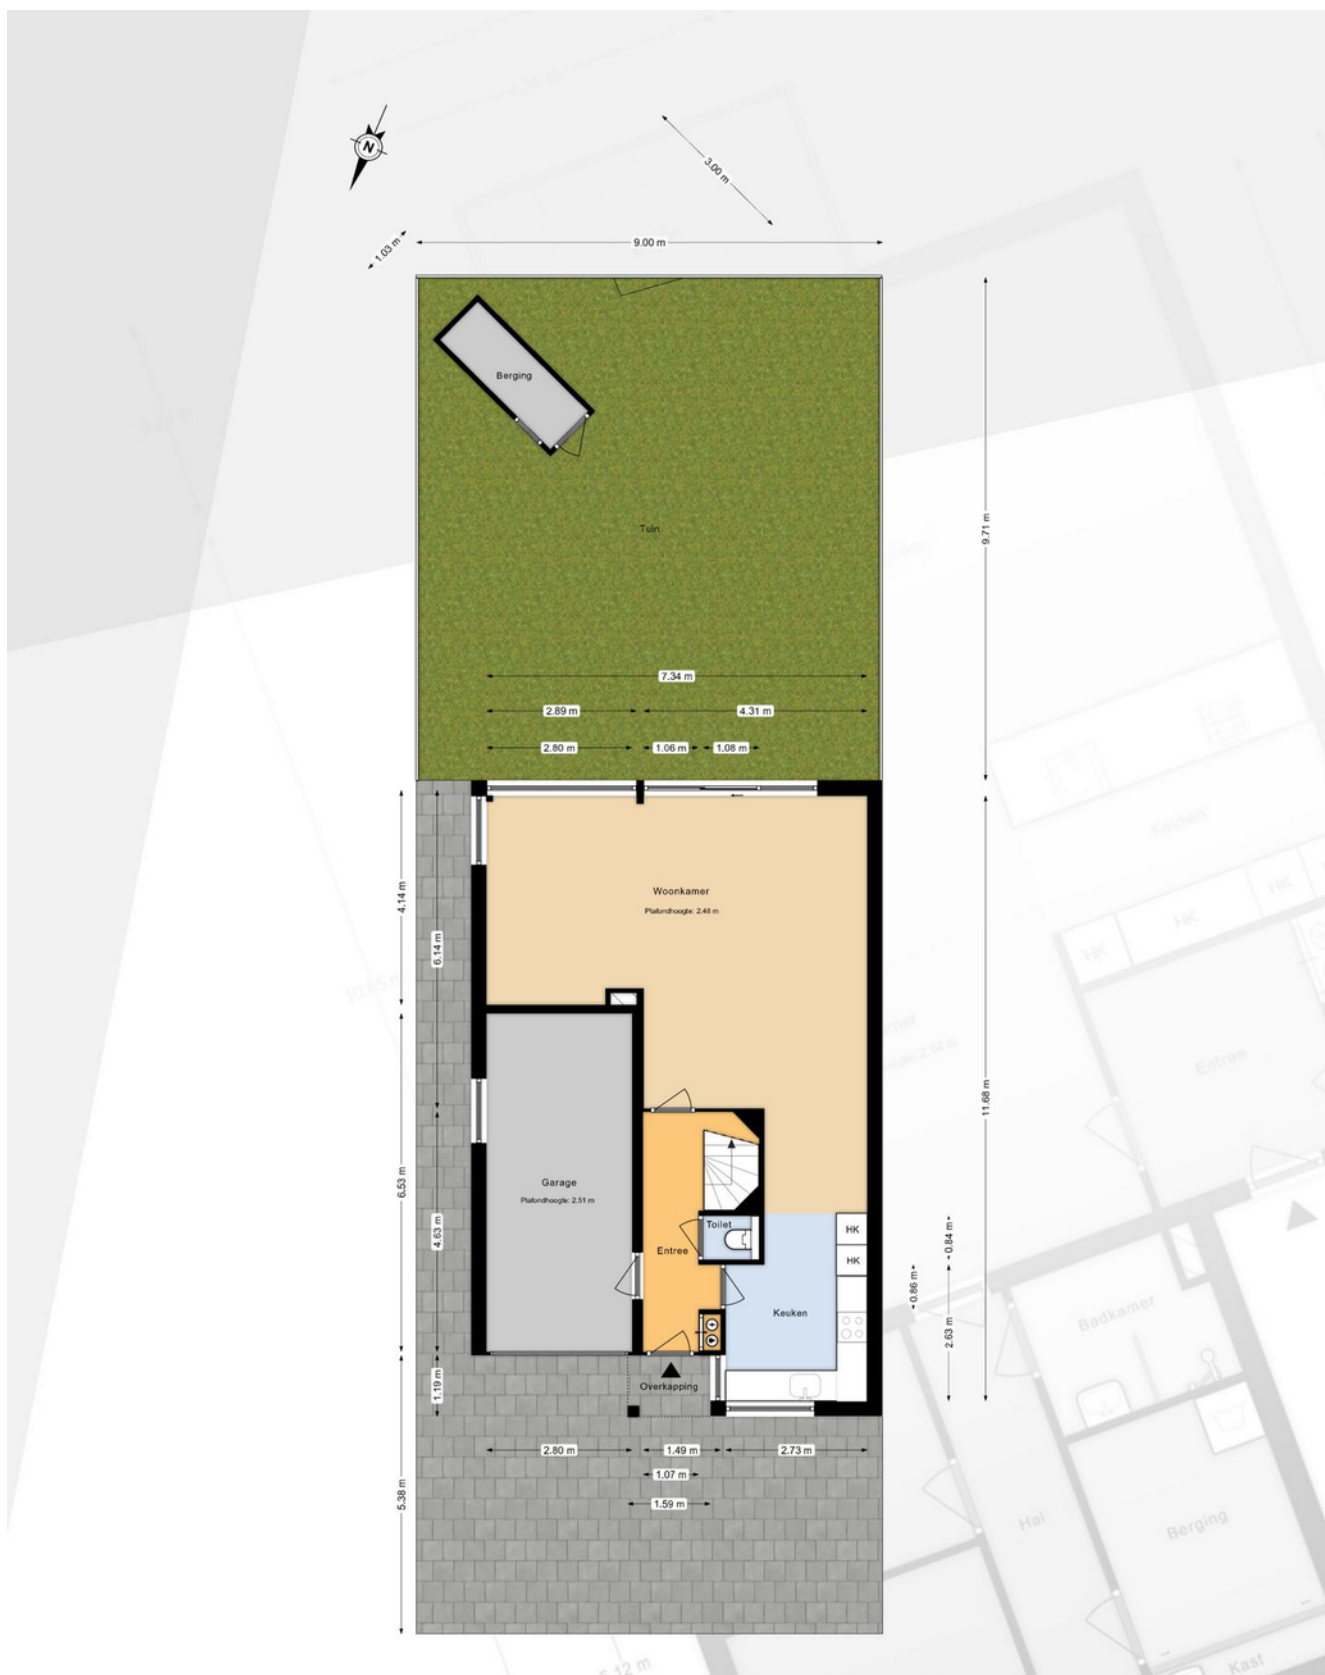 N
3.00 m
1.03 m
9.00 m
Berging
Tuin
9.71 m
7.34 m
2.89 m
4.31 m
2.80 m
1.06 m
1.08 m
4.14 m
6.14 m
Woonkamer
Plafondhoogte: 2.48 m
11.68 m
6.53 m
4.63 m
Garage
Plafondhoogte: 2.51 m
Toilet
Entree
HK
HK
Keuken
0.84 m
0.86 m
2.63 m
1.19 m
Overkapping
5.38 m
2.80 m
1.49 m
2.73 m
1.07 m
1.59 m
10.85 m
Keuken
HK
HK
HK
Entree
Badkamer
Hal
Berging
Kast